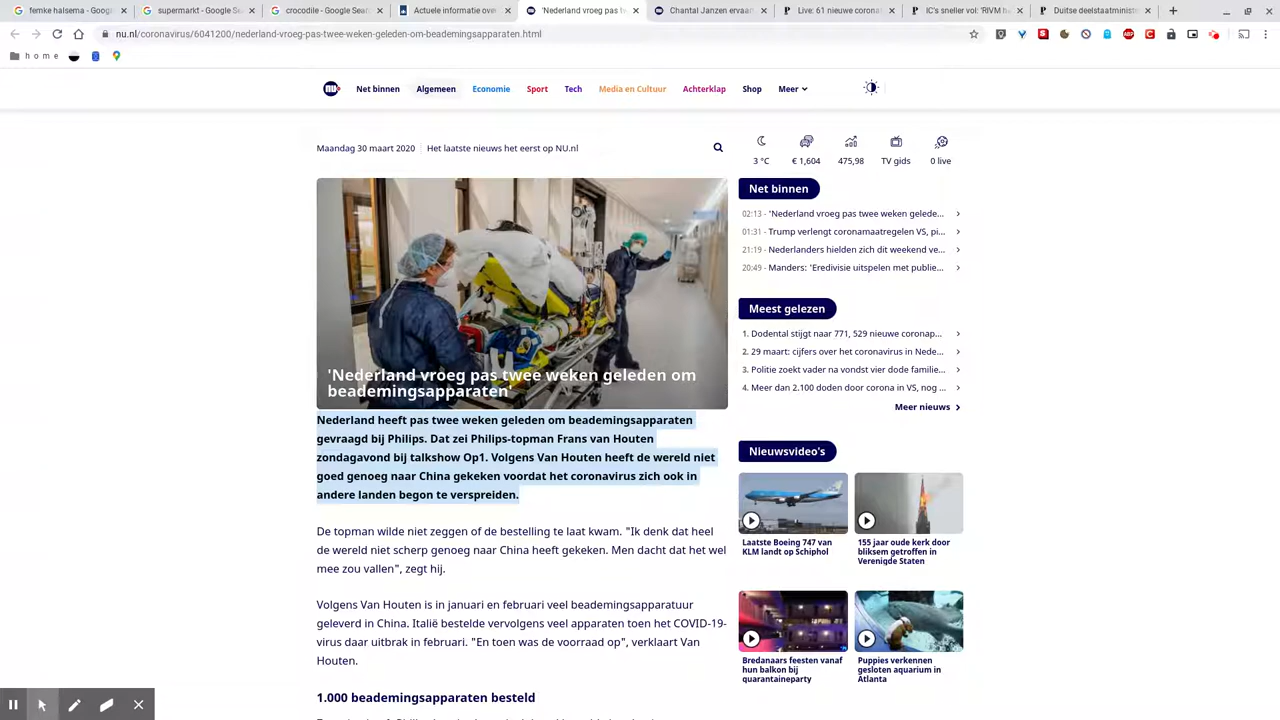 femke halsema - Google S
supermarkt - Google Se
crocodile - Google Sear
Actuele informatie over
'Nederland vroeg pas tw
Chantal Janzen ervaart
Live: 61 nieuwe corona
IC's sneller vol: 'RIVM h
Duitse deelstaatministe
nu.nl/coronavirus/6041200/nederland-vroeg-pas-twee-weken-geleden-om-beademingsapparaten.html
home
NU
Net binnen
Algemeen
Economie
Sport
Tech
Media en Cultuur
Achterklap
Shop
Meer
Maandag 30 maart 2020
Het laatste nieuws het eerst op NU.nl
3 °C
€ 1,604
475,98
TV gids
0 live
'Nederland vroeg pas twee weken geleden om
beademingsapparaten'
Nederland heeft pas twee weken geleden om beademingsapparaten
gevraagd bij Philips. Dat zei Philips-topman Frans van Houten
zondagavond bij talkshow Op1. Volgens Van Houten heeft de wereld niet
goed genoeg naar China gekeken voordat het coronavirus zich ook in
andere landen begon te verspreiden.
De topman wilde niet zeggen of de bestelling te laat kwam. "Ik denk dat heel
de wereld niet scherp genoeg naar China heeft gekeken. Men dacht dat het wel
mee zou vallen", zegt hij.
Volgens Van Houten is in januari en februari veel beademingsapparatuur
geleverd in China. Italië bestelde vervolgens veel apparaten toen het COVID-19-
virus daar uitbrak in februari. "En toen was de voorraad op", verklaart Van
Houten.
1.000 beademingsapparaten besteld
Net binnen
02:13 - 'Nederland vroeg pas twee weken gelede...
01:31 - Trump verlengt coronamaatregelen VS, pi...
21:19 - Nederlanders hielden zich dit weekend ve...
20:49 - Manders: 'Eredivisie uitspelen met publie...
Meest gelezen
1. Dodental stijgt naar 771, 529 nieuwe coronap...
2. 29 maart: cijfers over het coronavirus in Nede...
3. Politie zoekt vader na vondst vier dode familie...
4. Meer dan 2.100 doden door corona in VS, nog ...
Meer nieuws
Nieuwsvideo's
Laatste Boeing 747 van
KLM landt op Schiphol
155 jaar oude kerk door
bliksem getroffen in
Verenigde Staten
Bredanaars feesten vanaf
hun balkon bij
quarantaineparty
Puppies verkennen
gesloten aquarium in
Atlanta